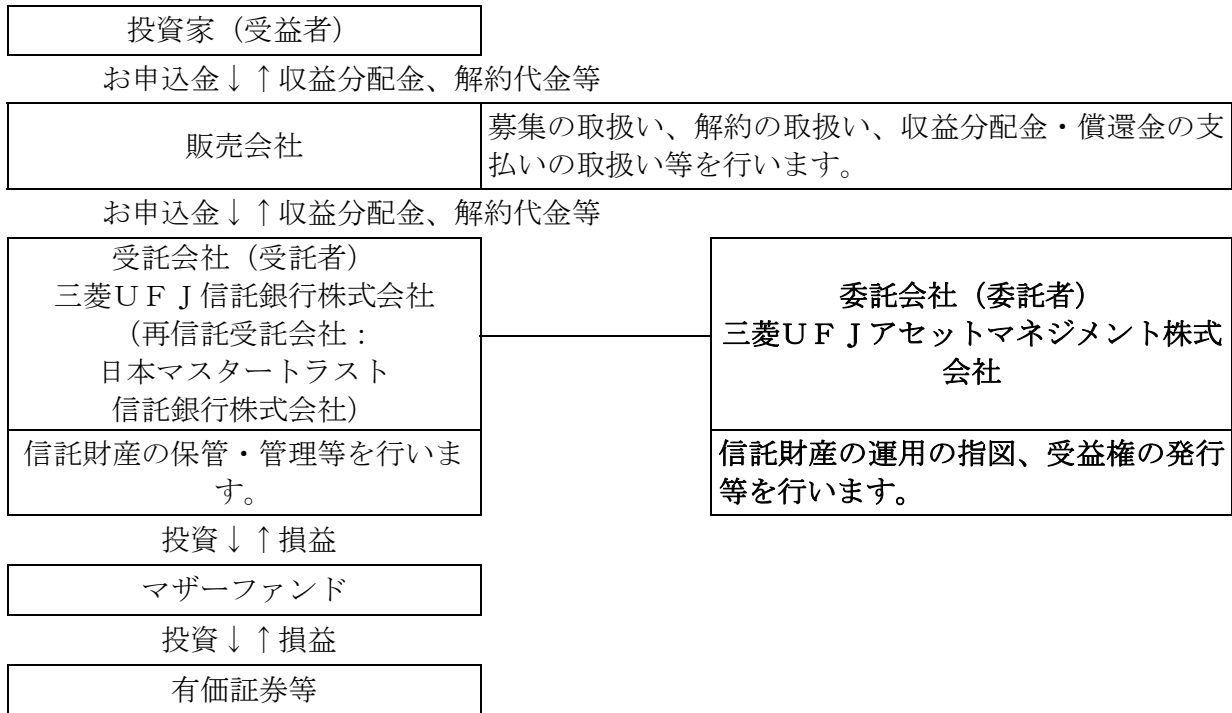 投資家（受益者）
お申込金↓↑収益分配金、解約代金等
販売会社
募集の取扱い、解約の取扱い、収益分配金・償還金の支
払いの取扱い等を行います。
お申込金↓↑収益分配金、解約代金等
受託会社（受託者）
三菱ＵＦＪ信託銀行株式会社
（再信託受託会社：
日本マスタートラスト
信託銀行株式会社）
信託財産の保管・管理等を行いま
す。
委託会社（委託者）
三菱ＵＦＪアセットマネジメント株式
会社
信託財産の運用の指図、受益権の発行
等を行います。
投資↓↑損益
マザーファンド
投資↓↑損益
有価証券等